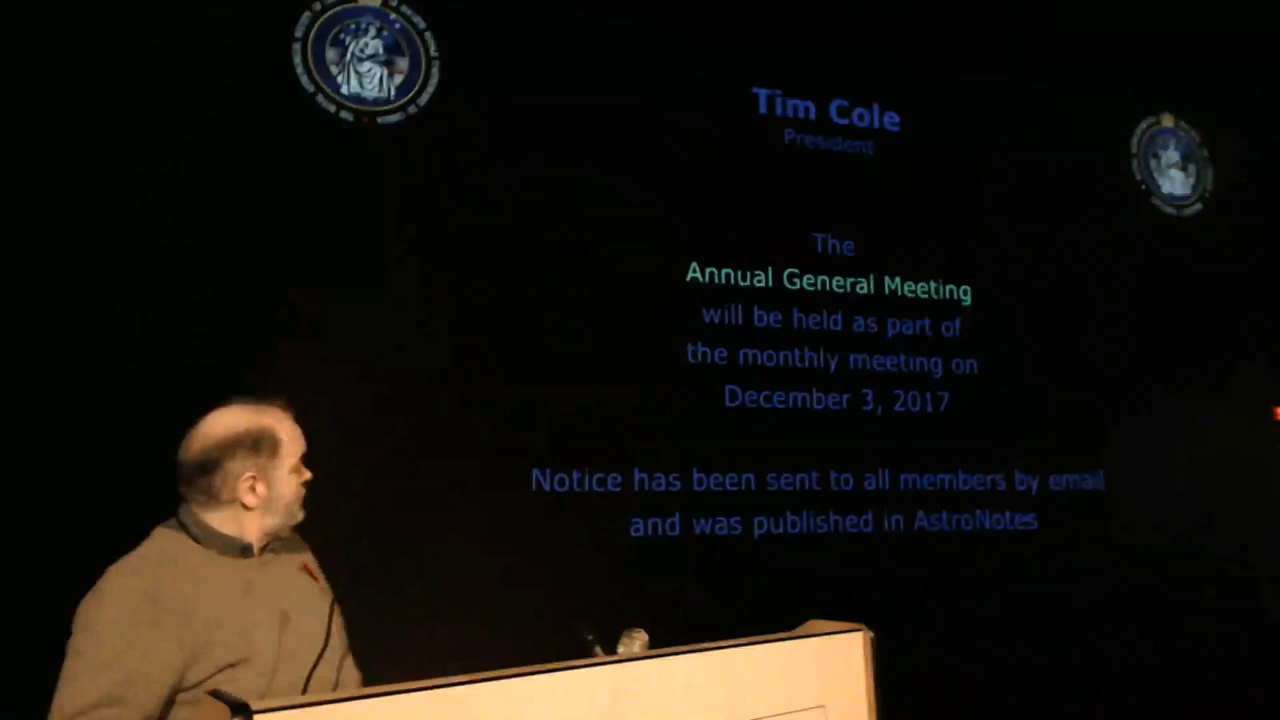 Tim Cole
President
The
Annual General Meeting
will be held as part of
the monthly meeting on
December 3, 2017
Notice has been sent to all members by email
and was published in AstroNotes